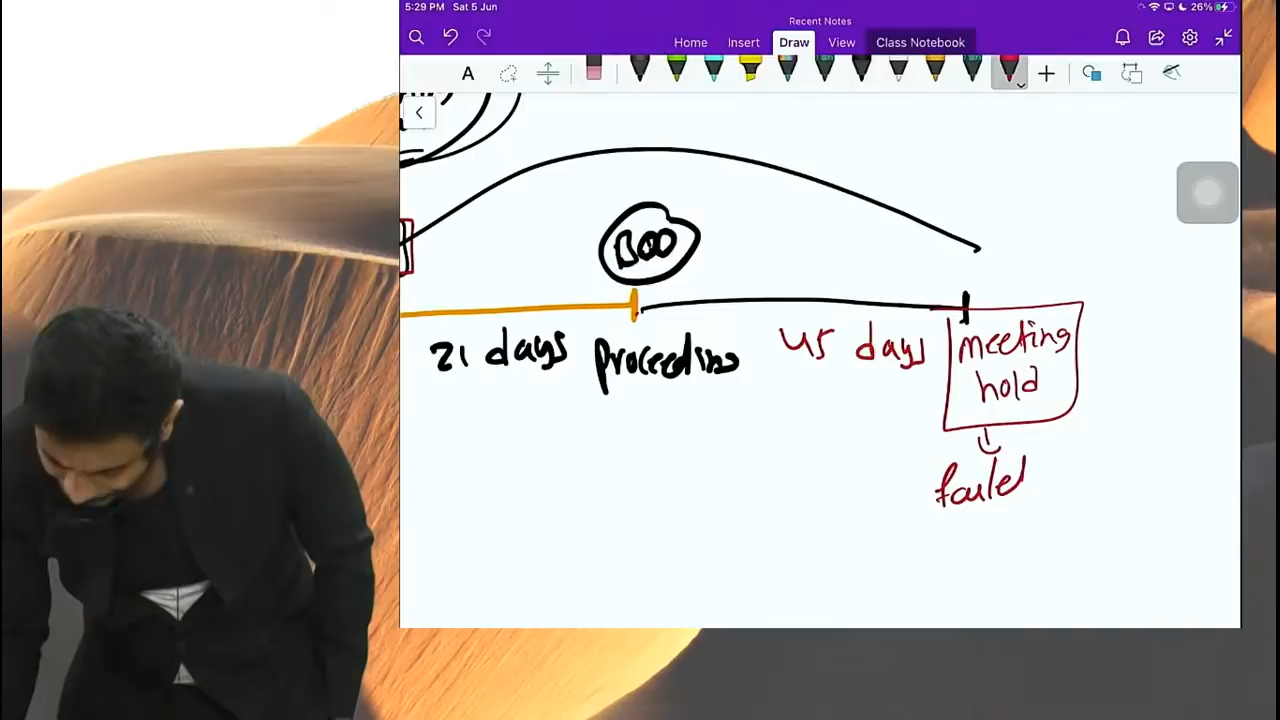 5:29 PM Sat 5 Jun
26%
Recent Notes
Home Insert Draw View Class Notebook
A
BOD
21 days proceedins 45 days meeting
hold
failed